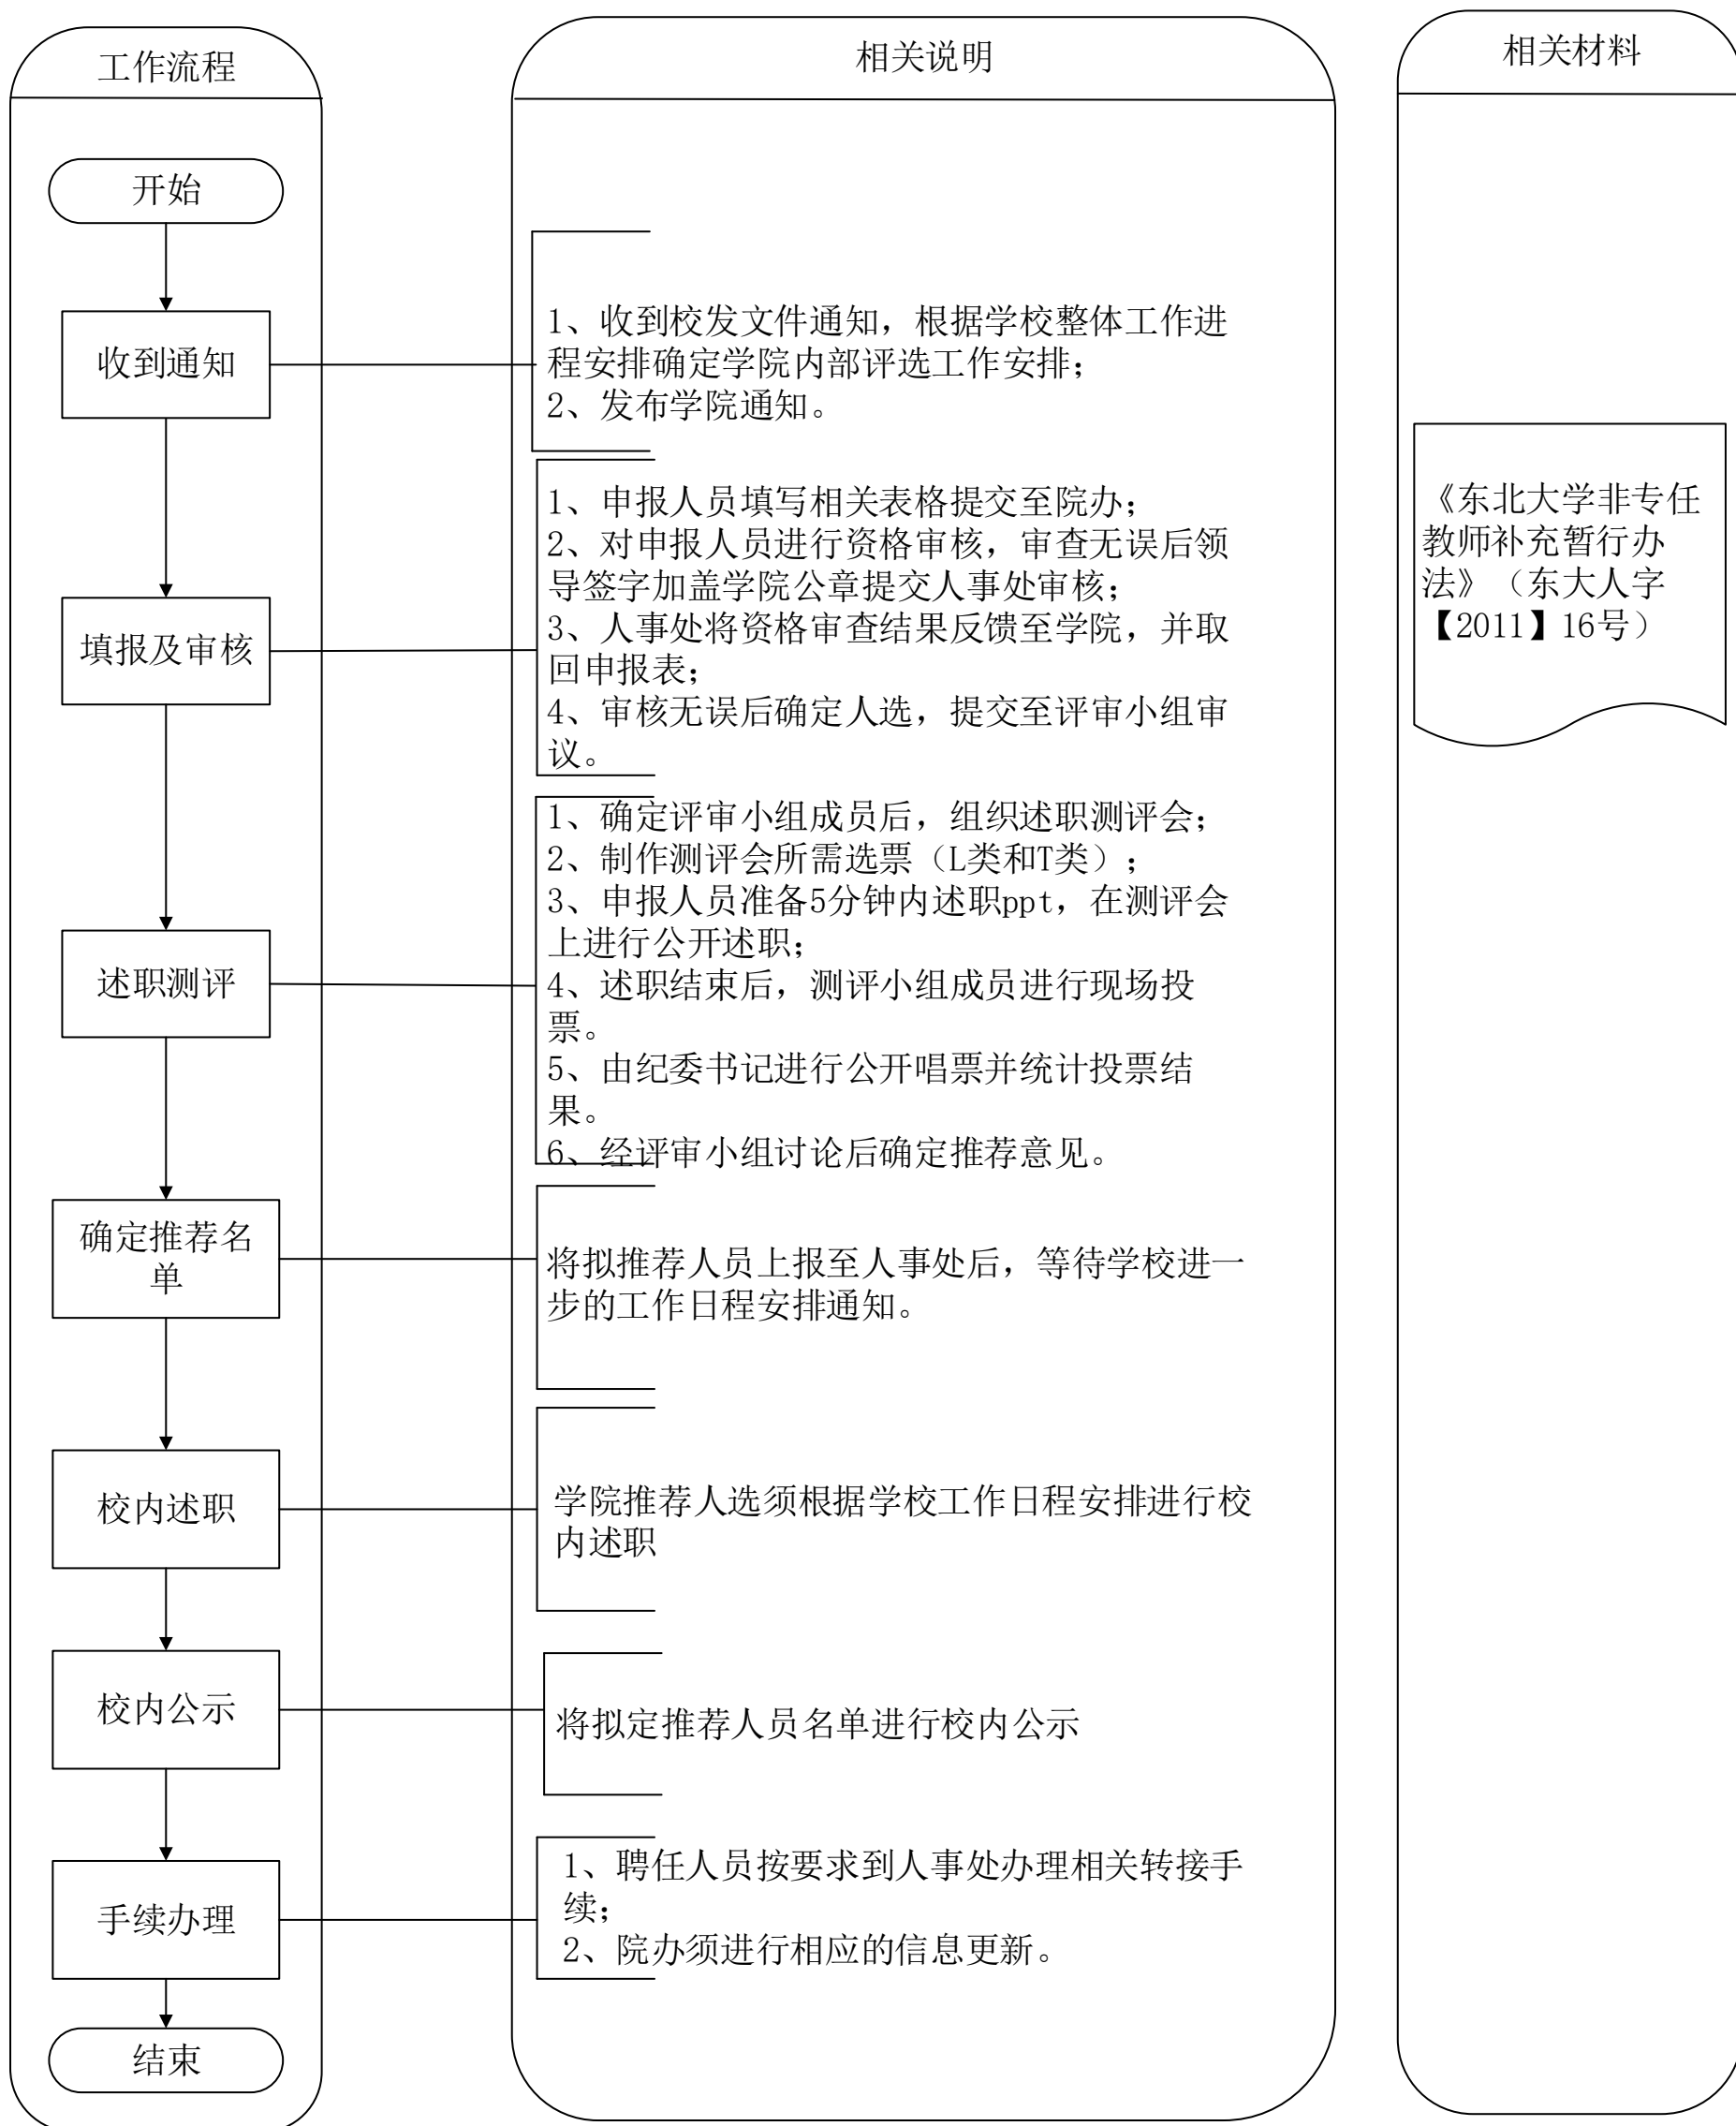 工作流程
开始
收到通知
填报及审核
述职测评
确定推荐名
单
校内述职
校内公示
手续办理
结束
相关说明
1、收到校发文件通知，根据学校整体工作进
程安排确定学院内部评选工作安排；
2、发布学院通知。
1、申报人员填写相关表格提交至院办；
2、对申报人员进行资格审核，审查无误后领
导签字加盖学院公章提交人事处审核；
3、人事处将资格审查结果反馈至学院，并取
回申报表；
4、审核无误后确定人选，提交至评审小组审
议。
1、确定评审小组成员后，组织述职测评会；
2、制作测评会所需选票（L类和T类）；
3、申报人员准备5分钟内述职ppt，在测评会
上进行公开述职；
4、述职结束后，测评小组成员进行现场投
票。
5、由纪委书记进行公开唱票并统计投票结
果。
6、经评审小组讨论后确定推荐意见。
将拟推荐人员上报至人事处后，等待学校进一
步的工作日程安排通知。
学院推荐人选须根据学校工作日程安排进行校
内述职
将拟定推荐人员名单进行校内公示
1、聘任人员按要求到人事处办理相关转接手
续；
2、院办须进行相应的信息更新。
相关材料
《东北大学非专任
教师补充暂行办
法》（东大人字
【2011】16号）